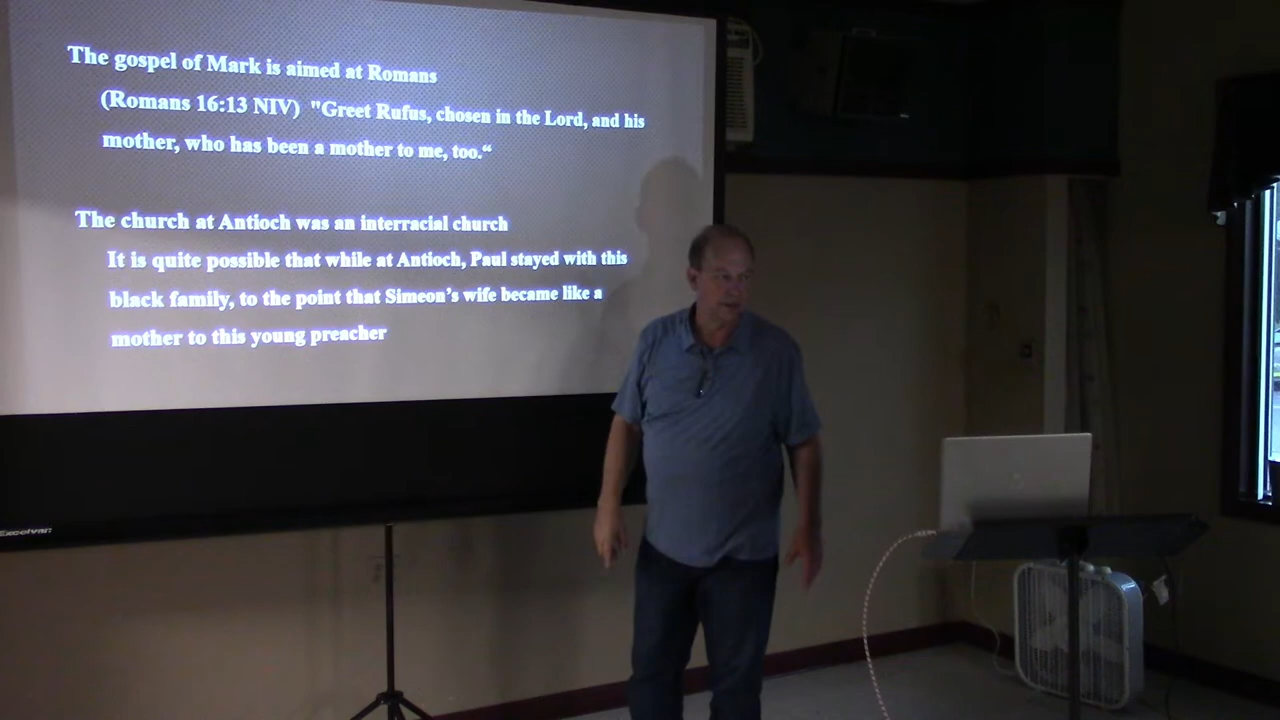 The gospel of Mark is aimed at Romans
(Romans 16:13 NIV) "Greet Rufus, chosen in the Lord, and his
mother, who has been a mother to me, too.“
The church at Antioch was an interracial church
It is quite possible that while at Antioch, Paul stayed with this
black family, to the point that Simeon’s wife became like a
mother to this young preacher